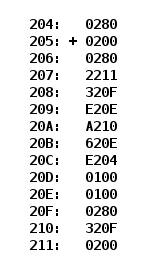 204: 0280
205: + 0200
206: 0280
207: 2211
208: 320F
209: E20E
20A: A210
20B: 620E
20C: E204
20D: 0100
20E: 0100
20F: 0280
210: 320F
211: 0200